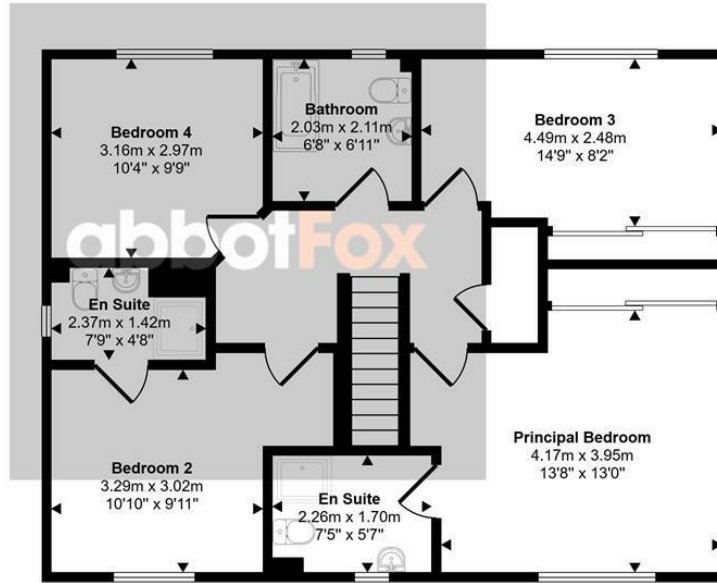 Bedroom 4
3.16m x 2.97m
10'4" x 9'9"
Bathroom
2.03m x 2.11m
6'8" x 6'11"
Bedroom 3
4.49m x 2.48m
14'9" x 8'2"
abbotFox
En Suite
2.37m x 1.42m
7'9" x 4'8"
Bedroom 2
3.29m x 3.02m
10'10" x 9'11"
En Suite
2.26m x 1.70m
7'5" x 5'7"
Principal Bedroom
4.17m x 3.95m
13'8" x 13'0"